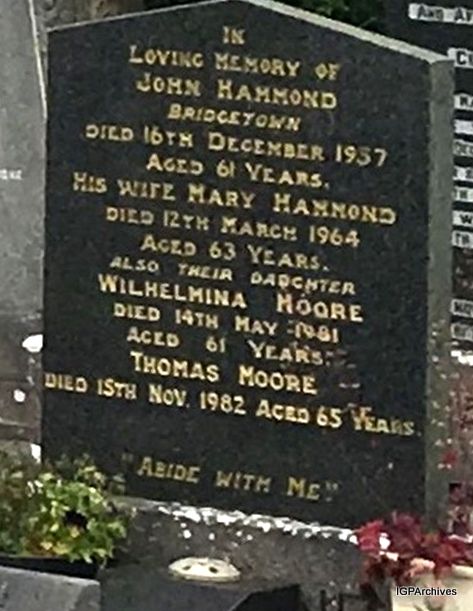 IN
LOVING MEMORY OF
JOHN HAMMOND
BRIDGETOWN
DIED 16TH DECEMBER 1957
AGED 61 YEARS.
HIS WIFE MARY HAMMOND
DIED 12TH MARCH 1964
AGED 63 YEARS.
ALSO THEIR DAUGHTER
WILHELMINA MOORE
DIED 14TH MAY 1981
AGED 61 YEARS.
THOMAS MOORE
DIED 15TH NOV. 1982 AGED 65 YEARS.
"ABIDE WITH ME"
IGPArchives